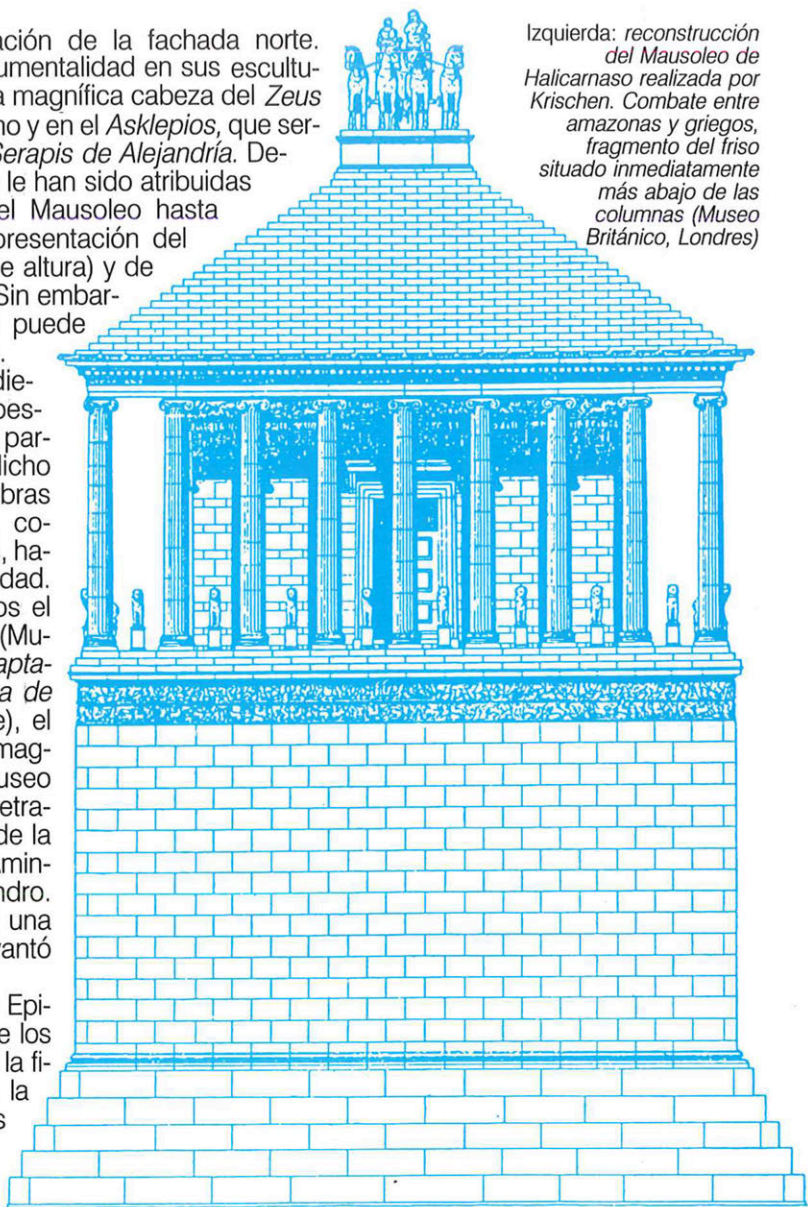 ación de la fachada norte.
umentalidad en sus escultu-
a magnífica cabeza del Zeus
no y en el Asklepios, que ser-
Serapis de Alejandría. De-
le han sido atribuidas
el Mausoleo hasta
presentación del
e altura) y de
Sin embar-
puede
.
die-
bes-
par-
licho
bras
co-
, ha-
dad.
os el
(Mu-
apta-
a de
e), el
mag-
useo
etra-
de la
Amin-
ndro.
una
vantó
Epi-
e los
la fi-
la
s
Izquierda: reconstrucción
del Mausoleo de
Halicarnaso realizada por
Krischen. Combate entre
amazonas y griegos,
fragmento del friso
situado inmediatamente
más abajo de las
columnas (Museo
Británico, Londres)